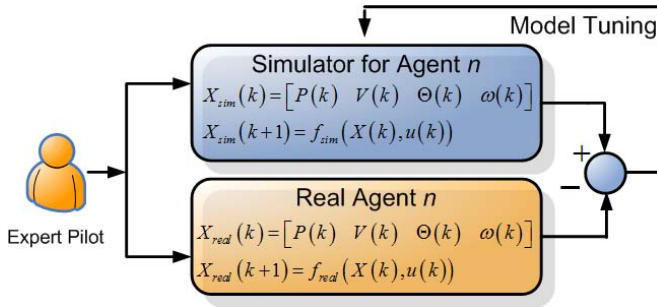 Model Tuning
Simulator for Agent n
X_sim(k)=[P(k) V(k) Θ(k) ω(k)]
X_sim(k+1)=f_sim(X(k),u(k))
+
−
Expert Pilot
Real Agent n
X_real(k)=[P(k) V(k) Θ(k) ω(k)]
X_real(k+1)=f_real(X(k),u(k))